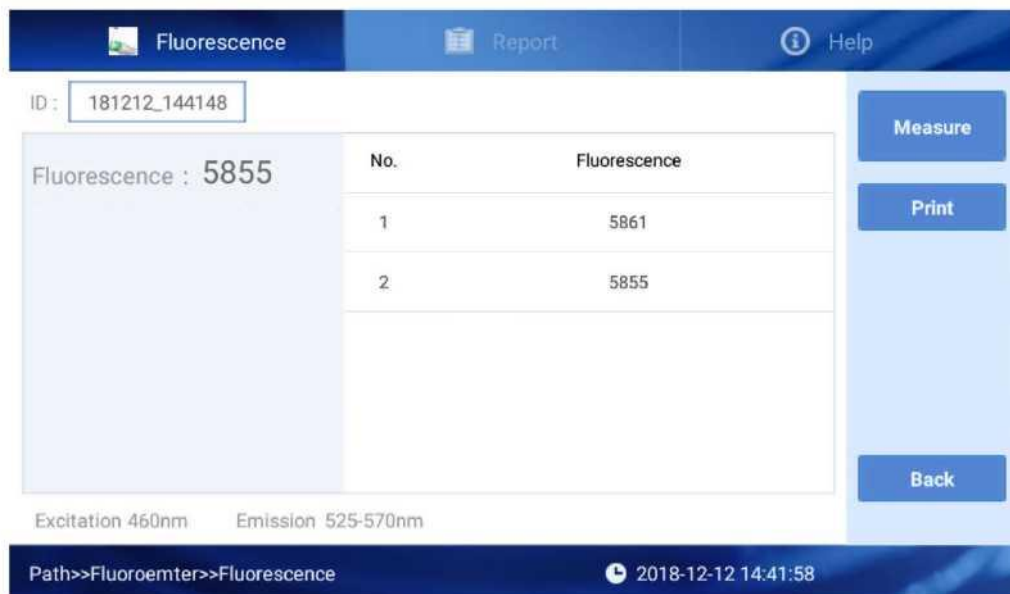 Fluorescence
Report
Help
ID : 181212_144148
Measure
Fluorescence : 5855
No. Fluorescence
Print
1 5861
2 5855
Back
Excitation 460nm Emission 525-570nm
Path>>Fluoroemter>>Fluorescence 2018-12-12 14:41:58